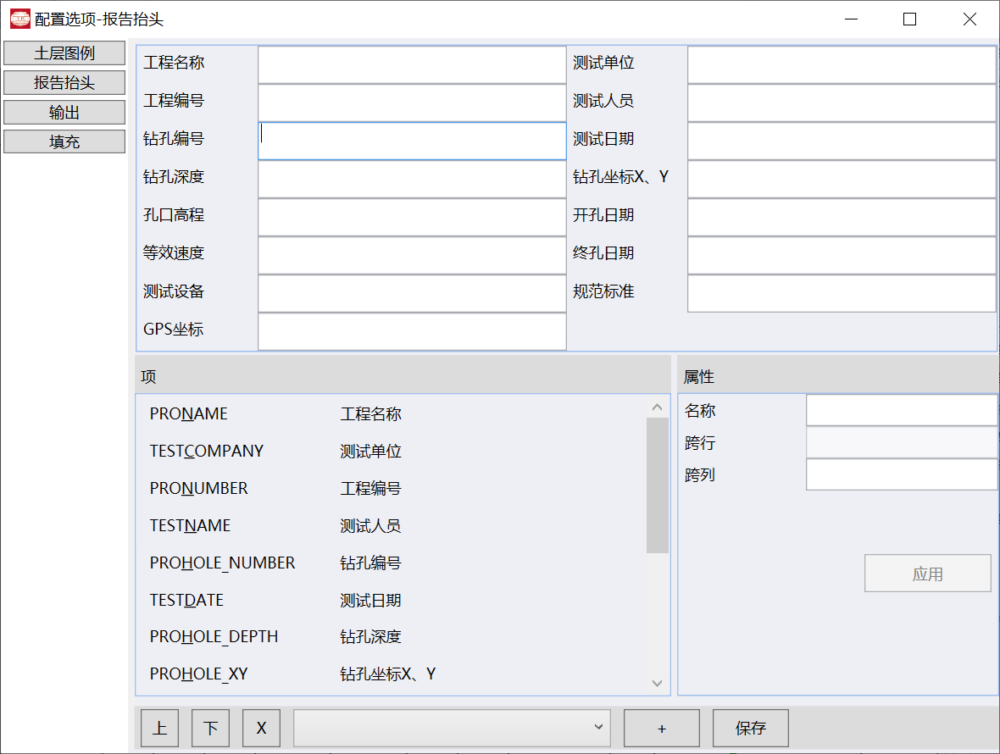 配置选项-报告抬头
土层图例
报告抬头
输出
填充
工程名称 测试单位
工程编号 测试人员
钻孔编号 测试日期
钻孔深度 钻孔坐标X、Y
孔口高程 开孔日期
等效速度 终孔日期
测试设备 规范标准
GPS坐标
项
PRONAME 工程名称
TESTCOMPANY 测试单位
PRONUMBER 工程编号
TESTNAME 测试人员
PROHOLE_NUMBER 钻孔编号
TESTDATE 测试日期
PROHOLE_DEPTH 钻孔深度
PROHOLE_XY 钻孔坐标X、Y
属性
名称
跨行
跨列
应用
上 下 X + 保存